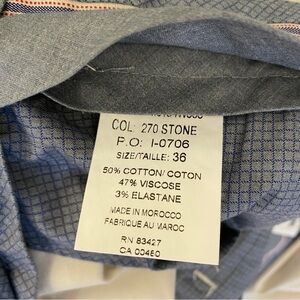 COL: 270 STONE
P.O: I-0706
SIZE/TAILLE: 36
50% COTTON/ COTON
47% VISCOSE
3% ELASTANE
MADE IN MOROCCO
FABRIQUE AU MAROC
RN 83427
CA 00460